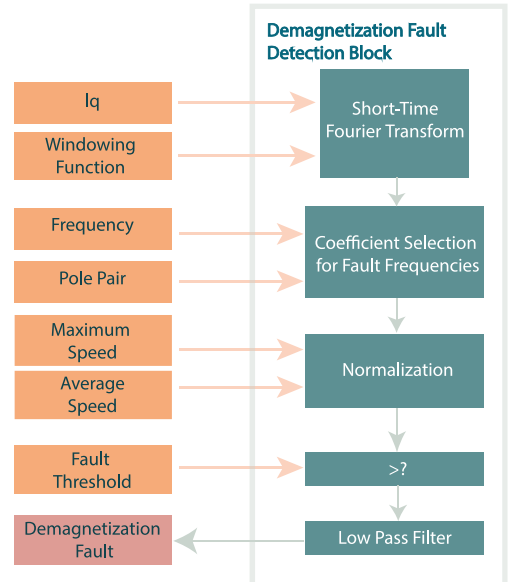 Demagnetization Fault
Detection Block
Iq
Short-Time
Fourier Transform
Windowing
Function
Frequency
Coefficient Selection
for Fault Frequencies
Pole Pair
Maximum
Speed
Normalization
Average
Speed
Fault
Threshold
>?
Demagnetization
Fault
Low Pass Filter